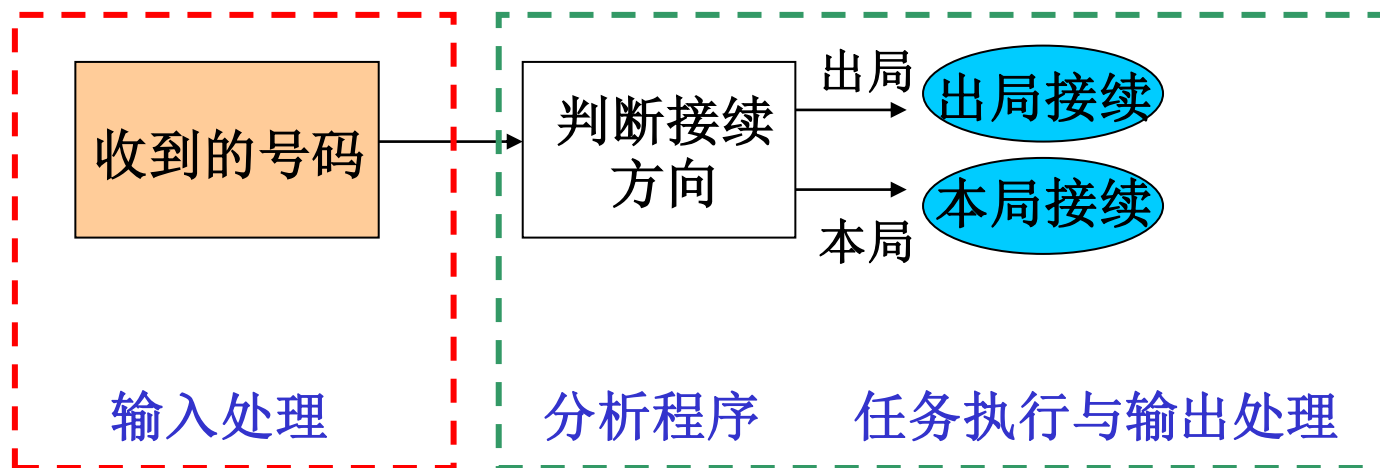 收到的号码
判断接续
方向
出局
出局接续
本局接续
本局
输入处理
分析程序
任务执行与输出处理